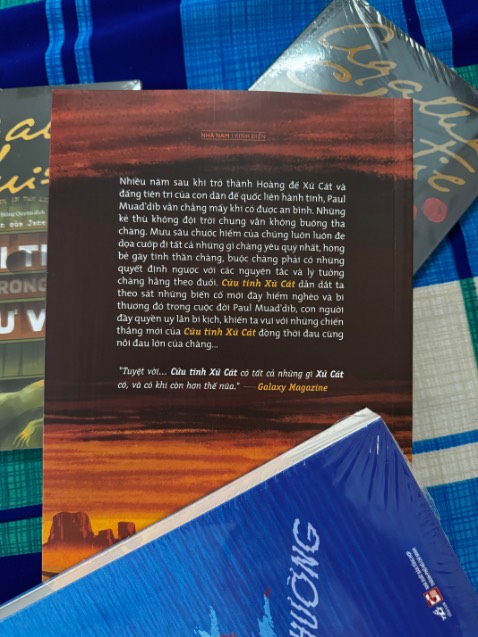 NHÃ NAM | KINH ĐIỂN
Nhiều năm sau khi trở thành Hoàng đế Xứ Cát và
đấng tiên tri của con dân đế quốc liên hành tinh, Paul
Muad'dib vẫn chẳng mấy khi có được an bình. Những
kẻ thù không đội trời chung vẫn không buông tha
chàng. Mưu sâu chước hiểm của chúng luôn luôn đe
dọa cướp đi tất cả những gì chàng yêu quý nhất, hòng
bẻ gãy tinh thần chàng, buộc chàng phải có những
quyết định ngược với các nguyên tắc và lý tưởng
chàng hằng theo đuổi. Cứu tinh Xứ Cát dẫn dắt ta
theo sát những biến cố mới đầy hiểm nghèo và bi
thương đó trong cuộc đời Paul Muad'dib, con người
đầy quyền uy lẫn bi kịch, khiến ta vui với những chiến
thắng mới của Cứu tinh Xứ Cát đồng thời đau cùng
nỗi đau lớn của chàng...
"Tuyệt vời... Cứu tinh Xứ Cát có tất cả những gì Xứ Cát
có, và có khi còn hơn thế nữa." — Galaxy Magazine
Agath
TRONG
Ư V
HƯỜNG